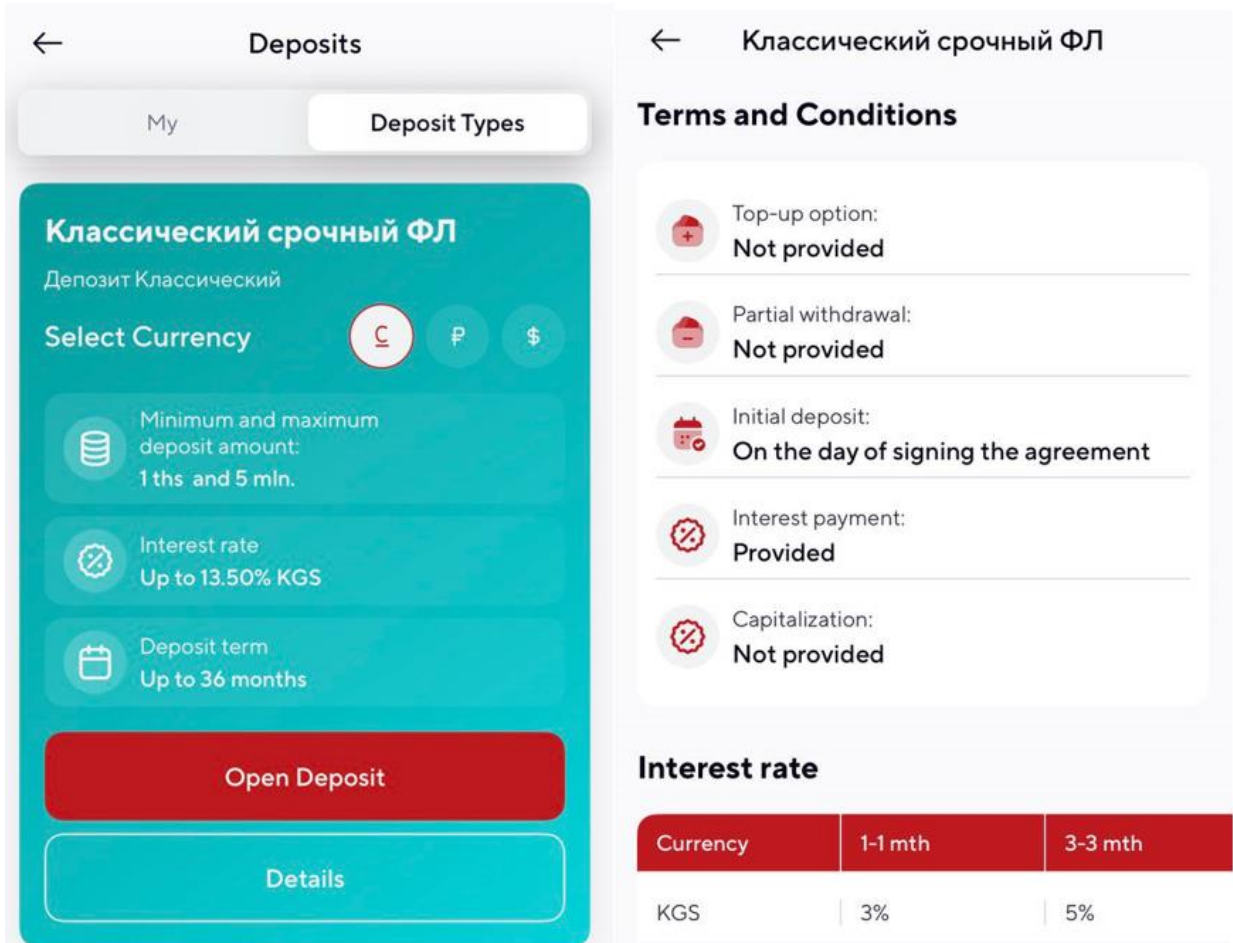 Deposits
My
Deposit Types
Классический срочный ФЛ
Депозит Классический
Select Currency
С
₽
$
Minimum and maximum
deposit amount:
1 ths and 5 mln.
Interest rate
Up to 13.50% KGS
Deposit term
Up to 36 months
Open Deposit
Details
Классический срочный ФЛ
Terms and Conditions
Top-up option:
Not provided
Partial withdrawal:
Not provided
Initial deposit:
On the day of signing the agreement
Interest payment:
Provided
Capitalization:
Not provided
Interest rate
Currency 1-1 mth 3-3 mth
KGS 3% 5%